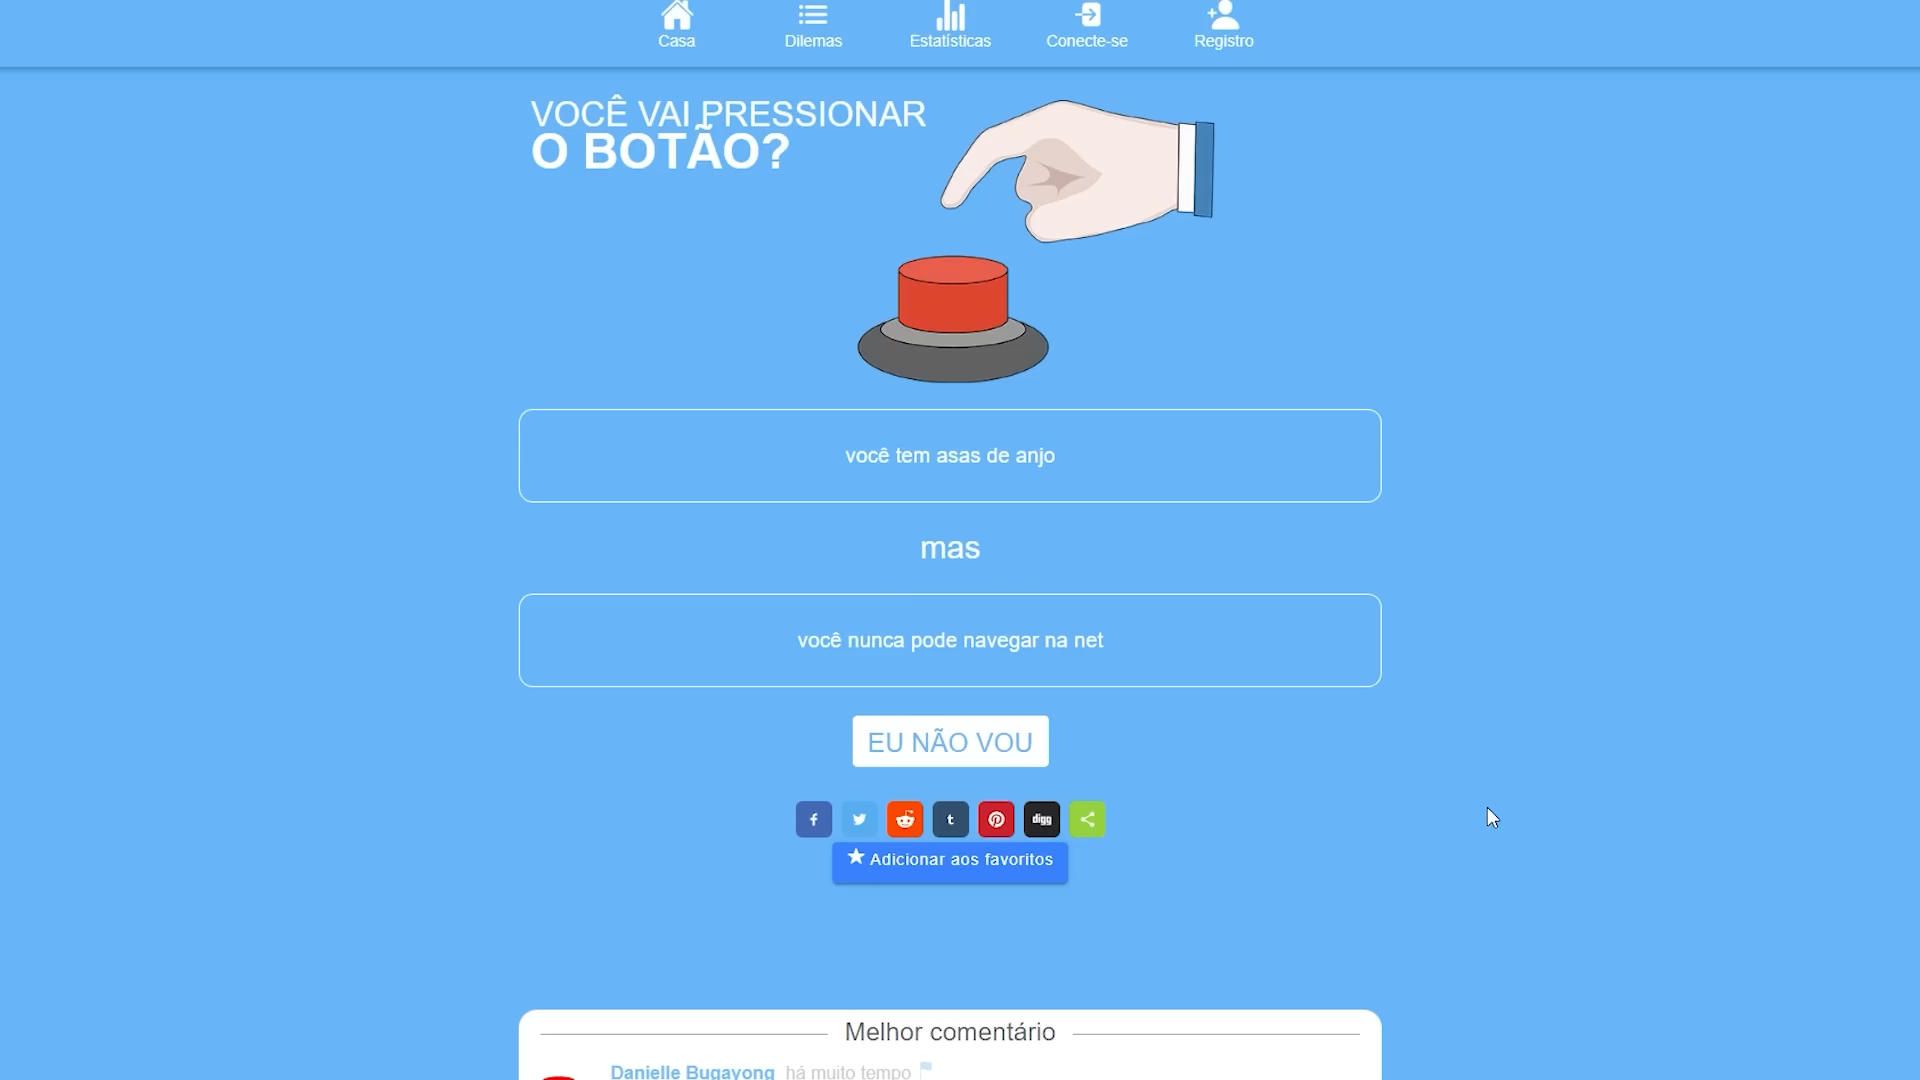 Casa
Dilemas
Estatísticas
Conecte-se
Registro
VOCÊ VAI PRESSIONAR
O BOTÃO?
você tem asas de anjo
mas
você nunca pode navegar na net
EU NÃO VOU
f
t
digg
Adicionar aos favoritos
Melhor comentário
Danielle Bugayong há muito tempo